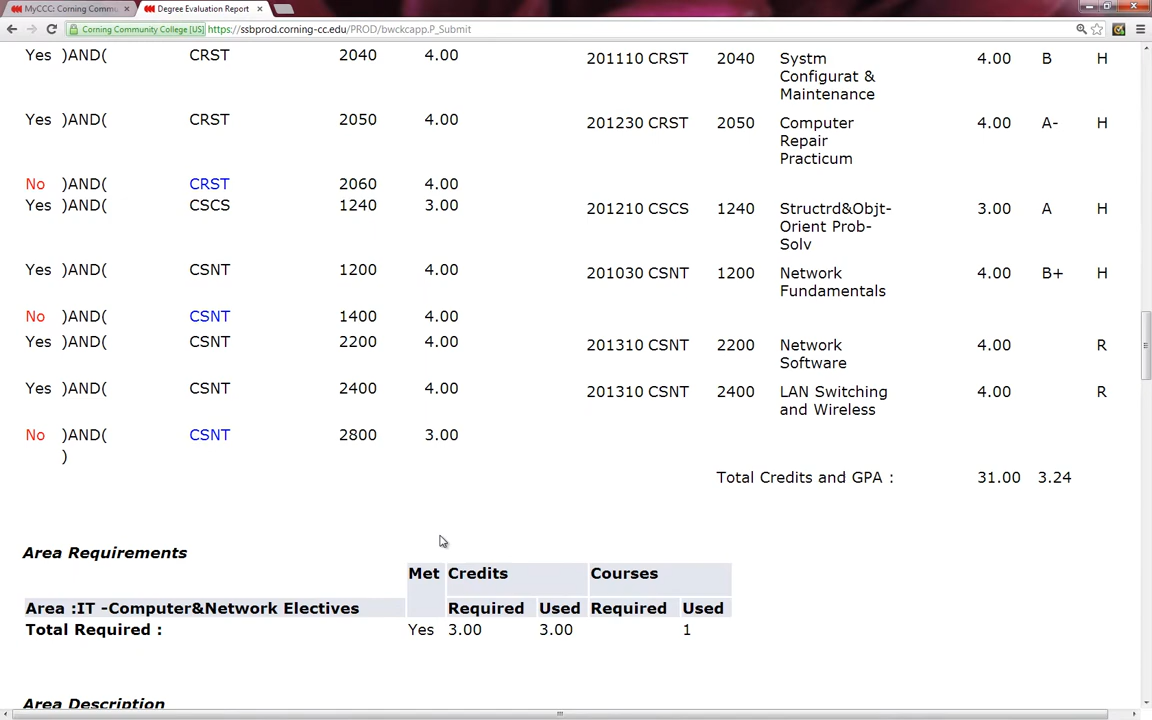 MyCCC: Corning Commu
Degree Evaluation Report
Corning Community College [US] https://ssbprod.corning-cc.edu/PROD/bwckcapp.P_Submit
Yes )AND( CRST 2040 4.00 201110 CRST 2040 Systm 4.00 B H
Configurat &
Maintenance
Yes )AND( CRST 2050 4.00 201230 CRST 2050 Computer 4.00 A- H
Repair
Practicum
No )AND( CRST 2060 4.00
Yes )AND( CSCS 1240 3.00 201210 CSCS 1240 Structrd&Objt- 3.00 A H
Orient Prob-
Solv
Yes )AND( CSNT 1200 4.00 201030 CSNT 1200 Network 4.00 B+ H
Fundamentals
No )AND( CSNT 1400 4.00
Yes )AND( CSNT 2200 4.00 201310 CSNT 2200 Network 4.00 R
Software
Yes )AND( CSNT 2400 4.00 201310 CSNT 2400 LAN Switching 4.00 R
and Wireless
No )AND( CSNT 2800 3.00
)
Total Credits and GPA : 31.00 3.24
Area Requirements
Met Credits Courses
Area :IT -Computer&Network Electives Required Used Required Used
Total Required : Yes 3.00 3.00 1
Area Description